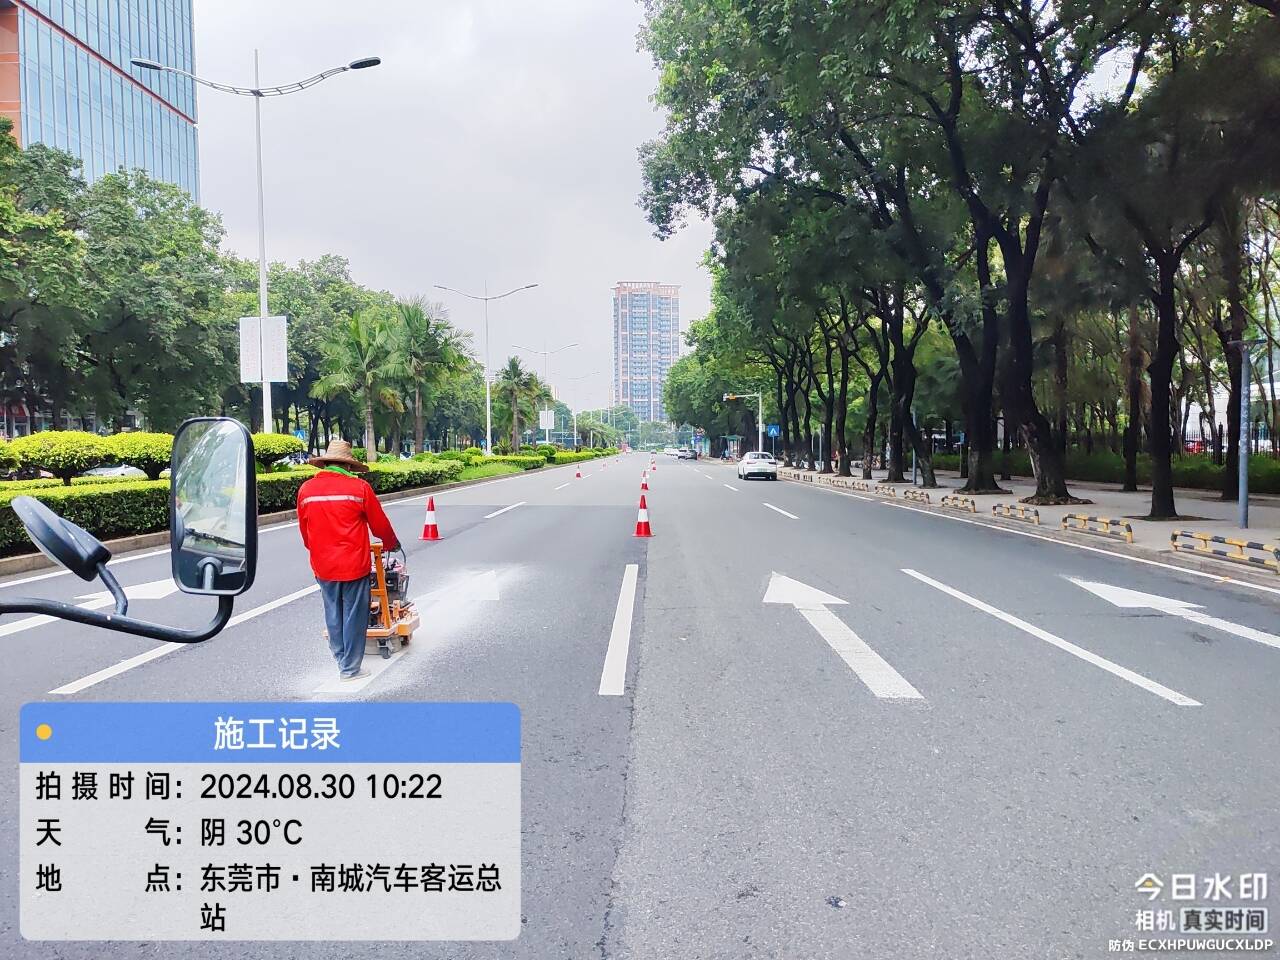 施工记录
拍摄时间: 2024.08.30 10:22
天气: 阴 30°C
地点: 东莞市·南城汽车客运总
站
今日水印
相机 真实时间
防伪 ECXHPUWGUCXLDP